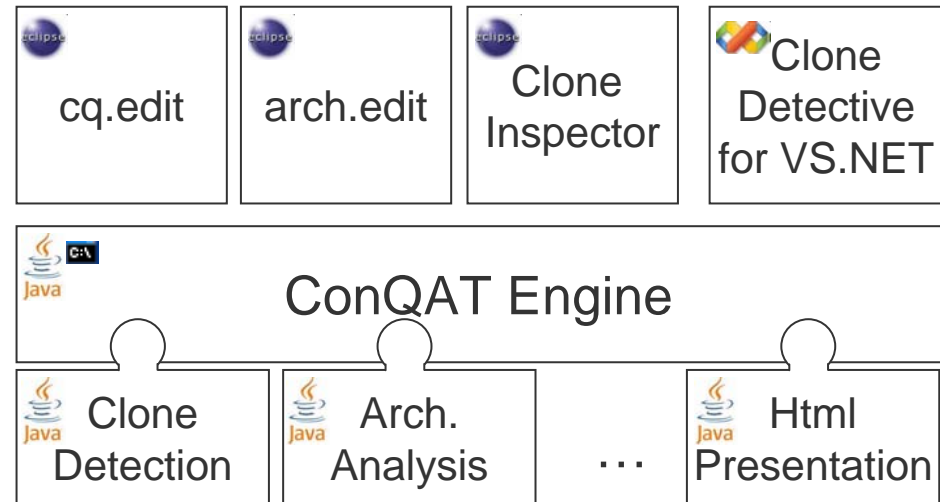 eclipse
cq.edit
eclipse
arch.edit
eclipse
Clone
Inspector
Clone
Detective
for VS.NET
Java
C:\
ConQAT Engine
Java
Clone
Detection
Java
Arch.
Analysis
...
Java
Html
Presentation